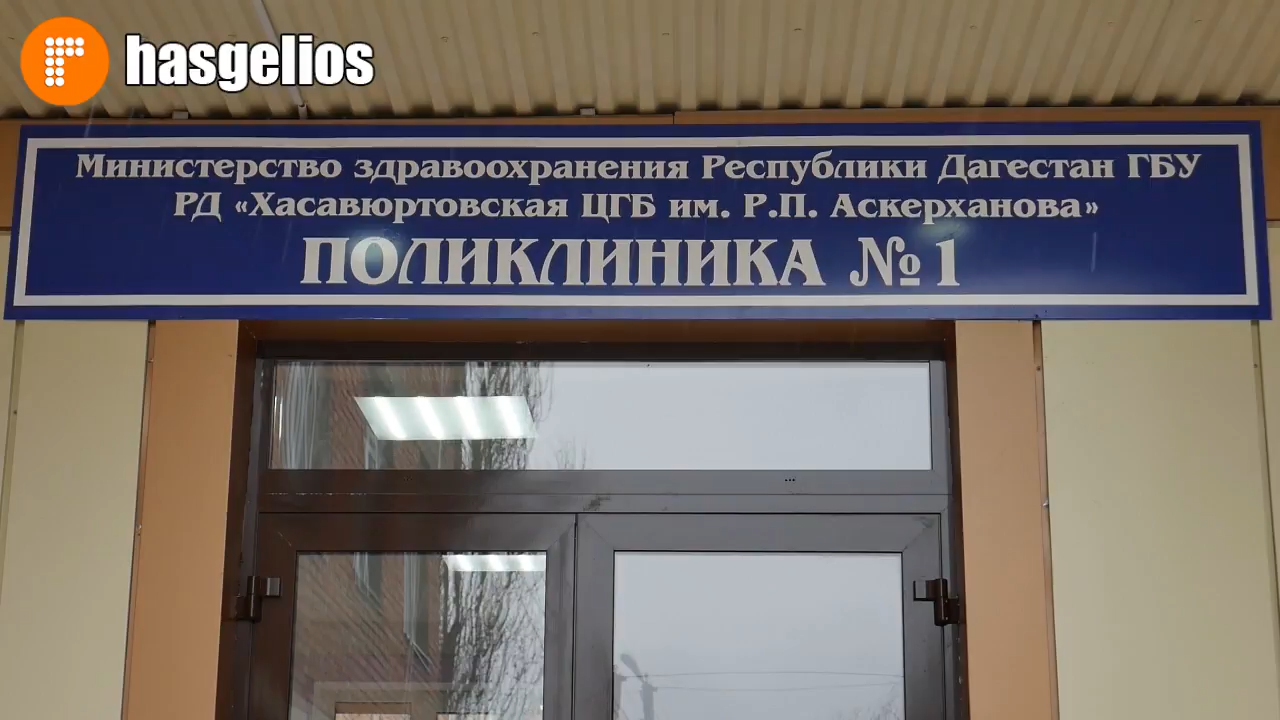 hasgelios
Министерство здравоохранения Республики Дагестан ГБУ
РД «Хасавюртовская ЦГБ им. Р.П. Аскерханова»
ПОЛИКЛИНИКА №1